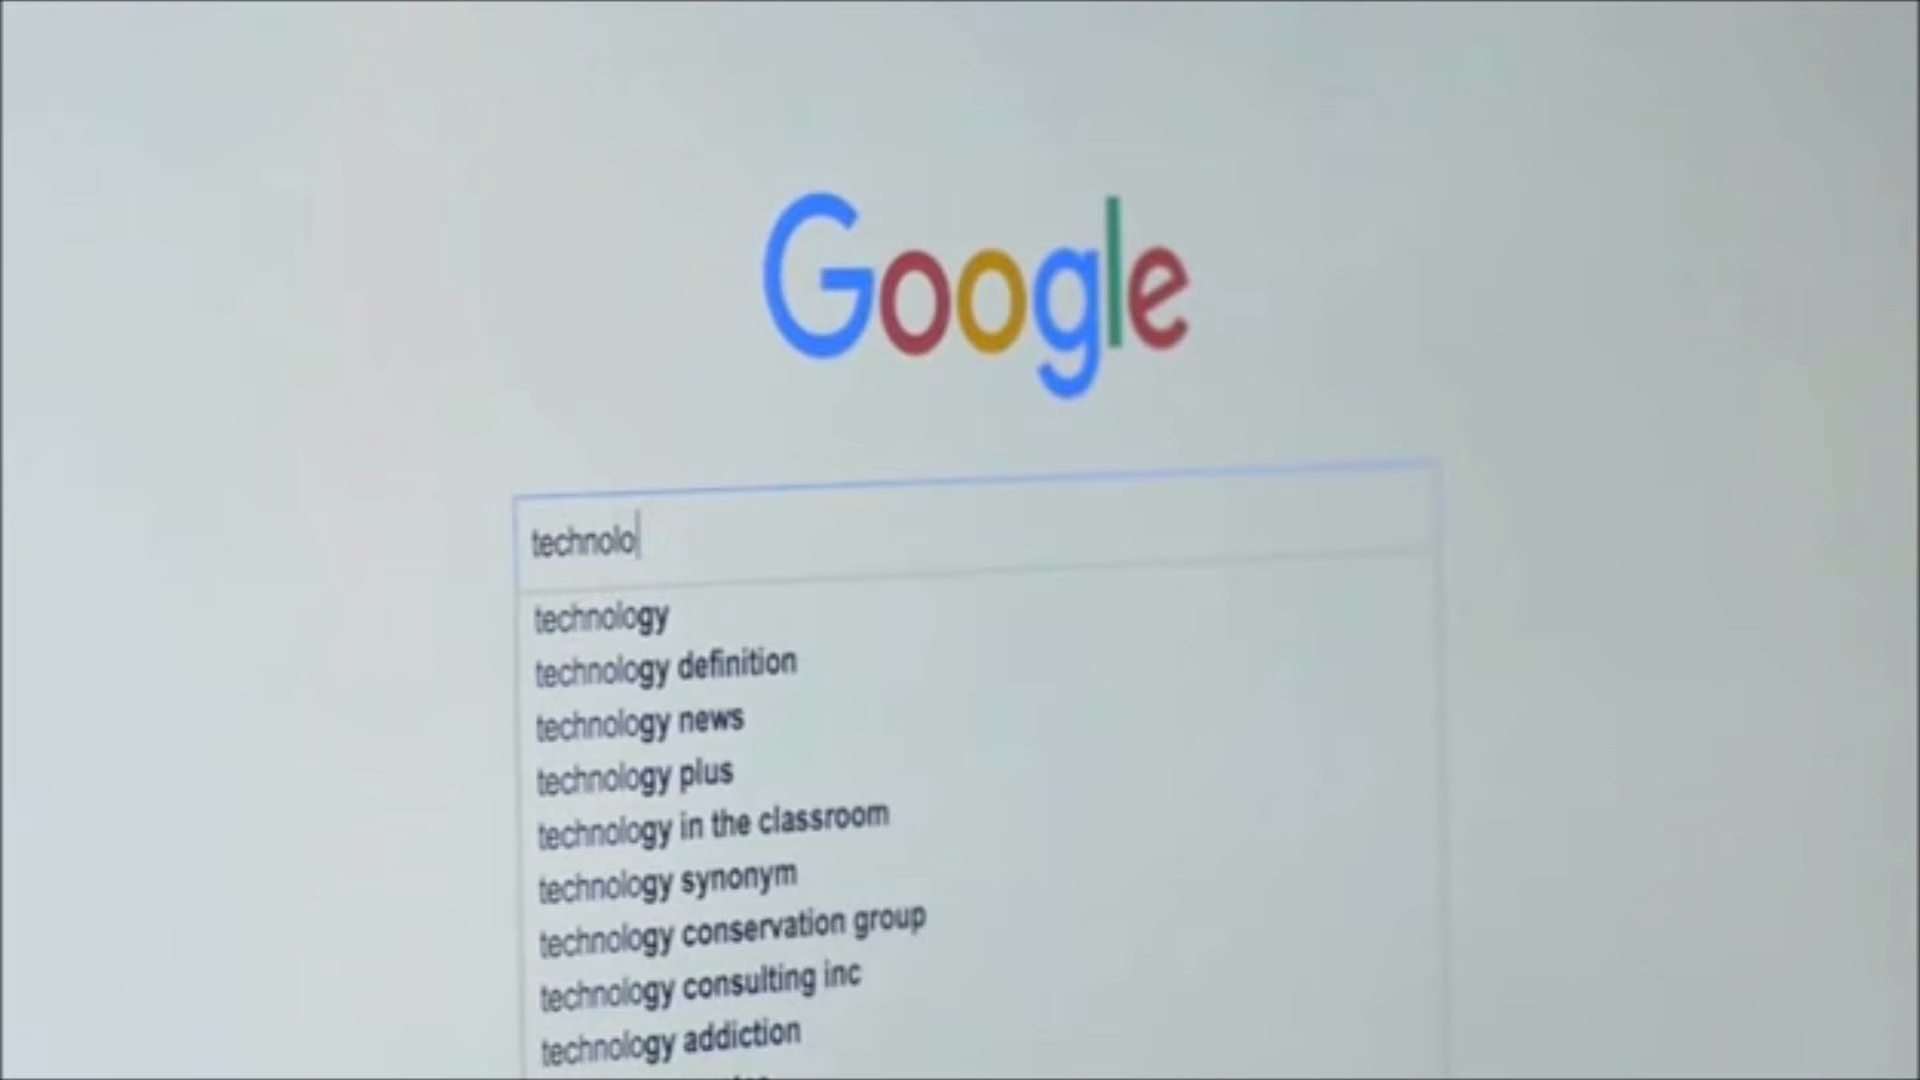 Google
technolo
technology
technology definition
technology news
technology plus
technology in the classroom
technology synonym
technology conservation group
technology consulting inc
technology addiction